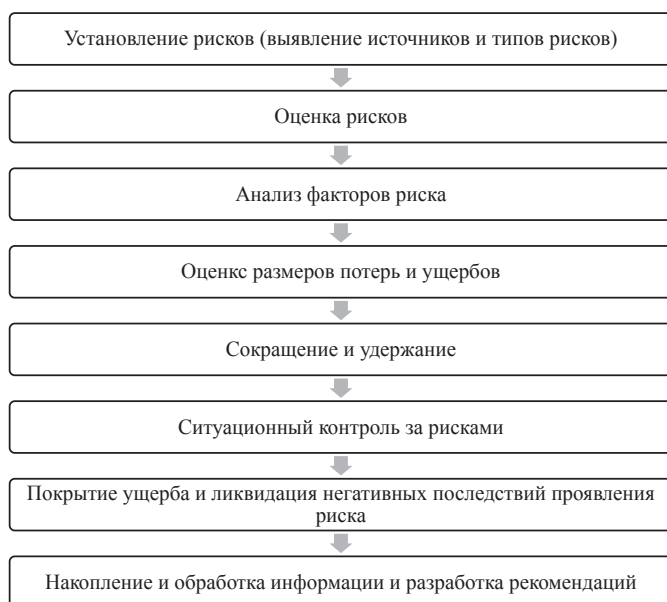 Установление рисков (выявление источников и типов рисков)
Оценка рисков
Анализ факторов риска
Оценкс размеров потерь и ущербов
Сокращение и удержание
Ситуационный контроль за рисками
Покрытие ущерба и ликвидация негативных последствий проявления
риска
Накопление и обработка информации и разработка рекомендаций